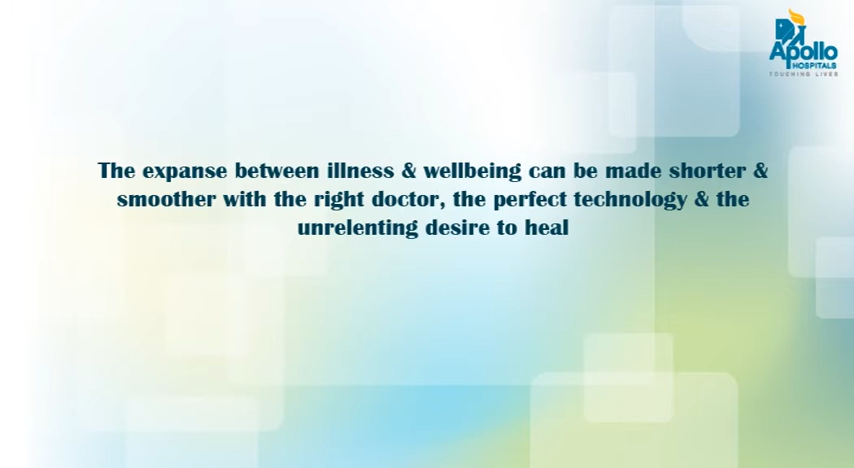 Apollo
HOSPITALS
TOUCHING LIVES
The expanse between illness & wellbeing can be made shorter &
smoother with the right doctor, the perfect technology & the
unrelenting desire to heal